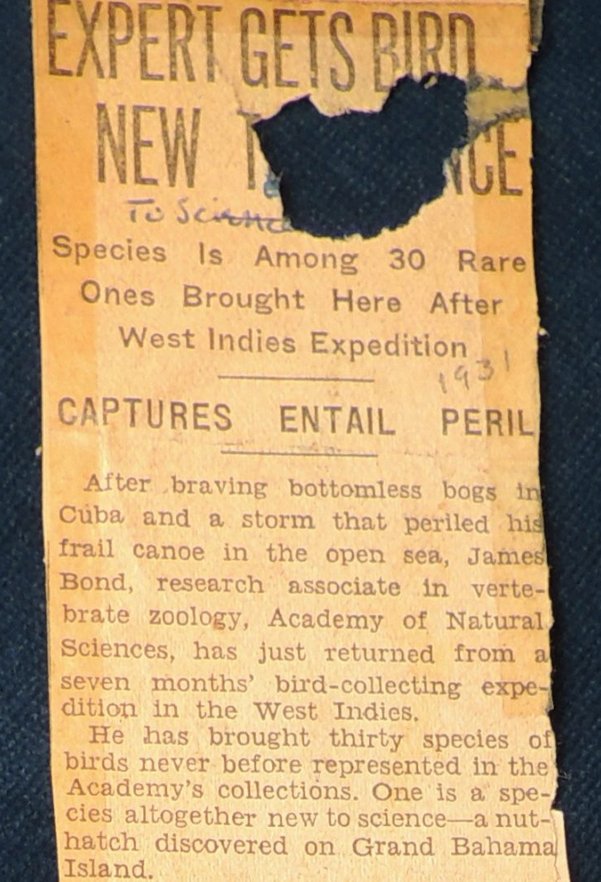 EXPERT GETS BIRD
NEW
To Science
Species Is Among 30 Rare
Ones Brought Here After
West Indies Expedition
1931
CAPTURES ENTAIL PERIL
After braving bottomless bogs in
Cuba and a storm that periled his
frail canoe in the open sea, James
Bond, research associate in verte-
brate zoology, Academy of Natural
Sciences, has just returned from a
seven months' bird-collecting expe-
dition in the West Indies.
He has brought thirty species of
birds never before represented in the
Academy's collections. One is a spe-
cies altogether new to science—a nut-
hatch discovered on Grand Bahama
Island.